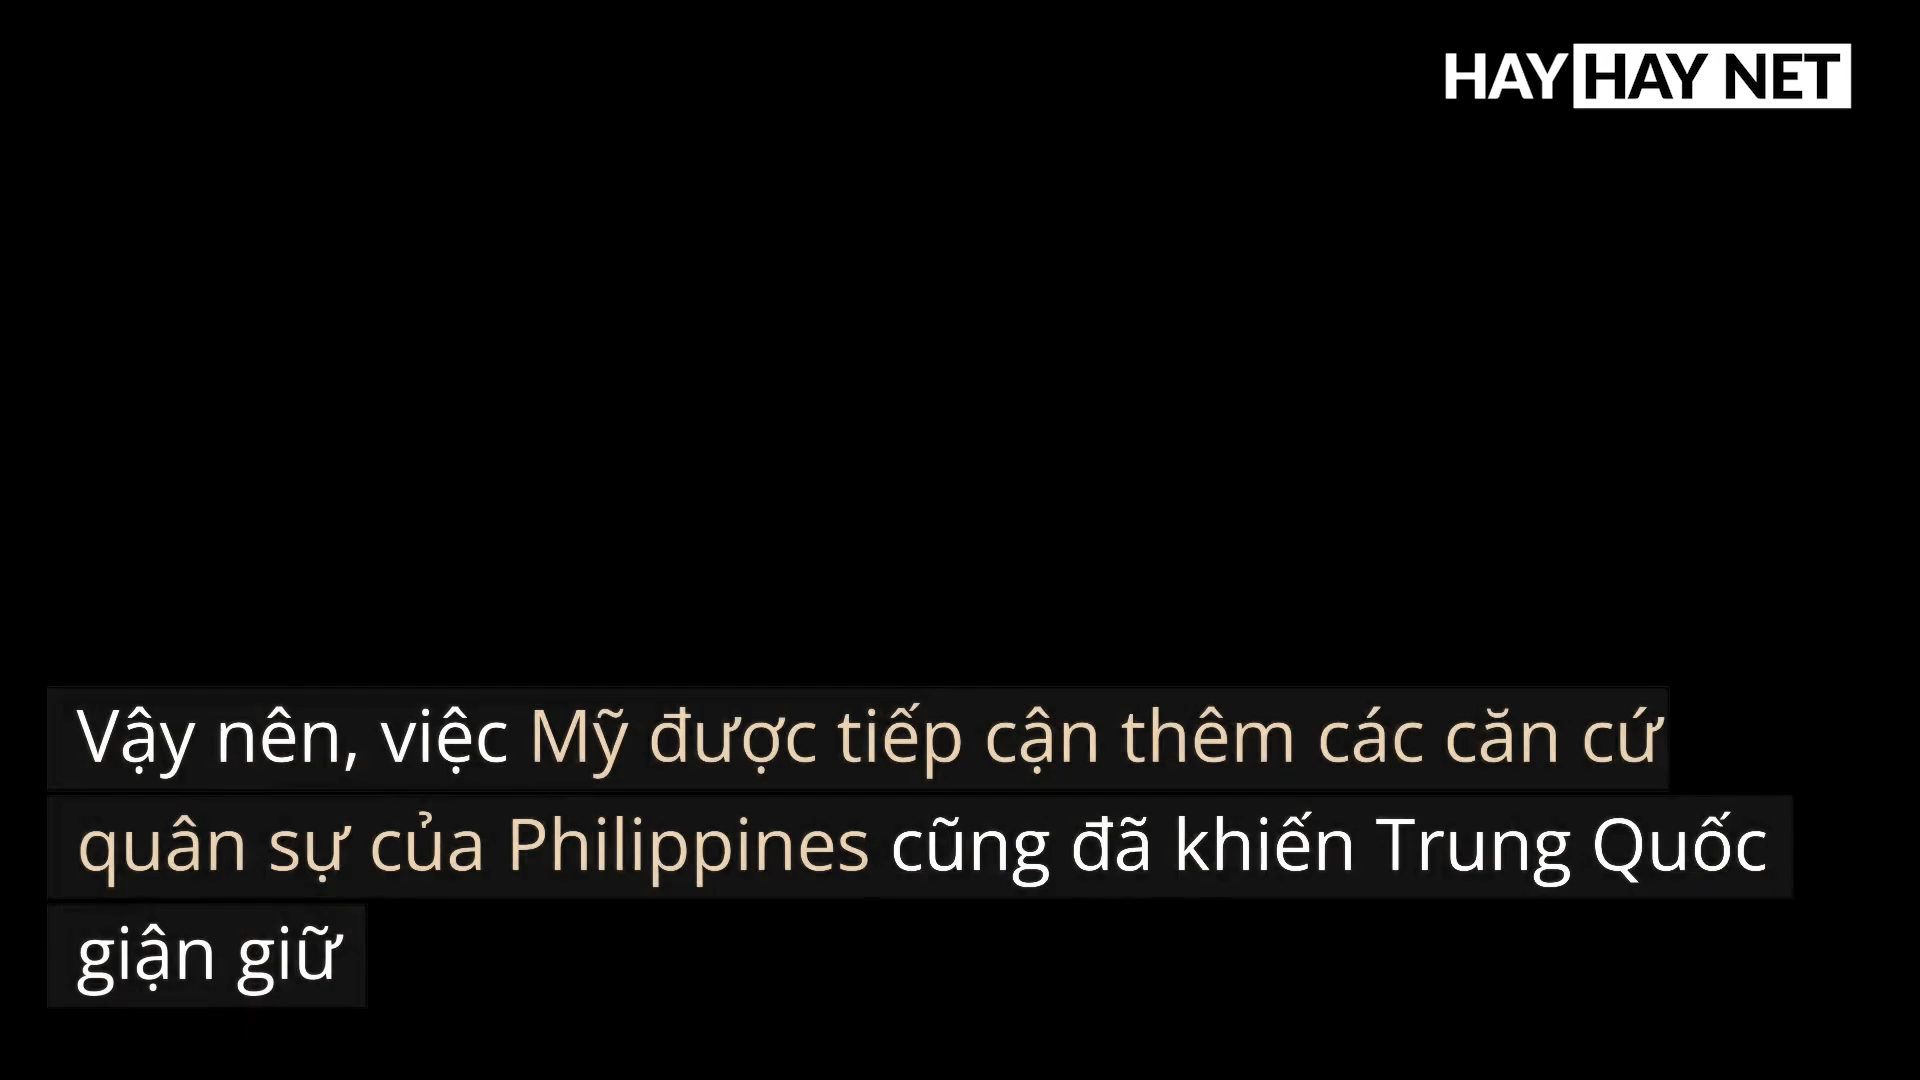 HAY HAY NET
Vậy nên, việc Mỹ được tiếp cận thêm các căn cứ
quân sự của Philippines cũng đã khiến Trung Quốc
giận giữ